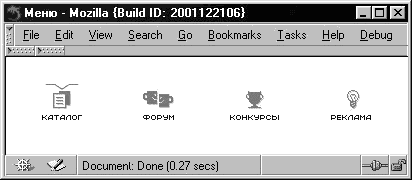 Меню - Mozilla {Build ID: 2001122106}
File Edit View Search Go Bookmarks Tasks Help Debug
КАТАЛОГ ФОРУМ КОНКУРСЫ РЕКЛАМА
Document: Done (0.27 secs)